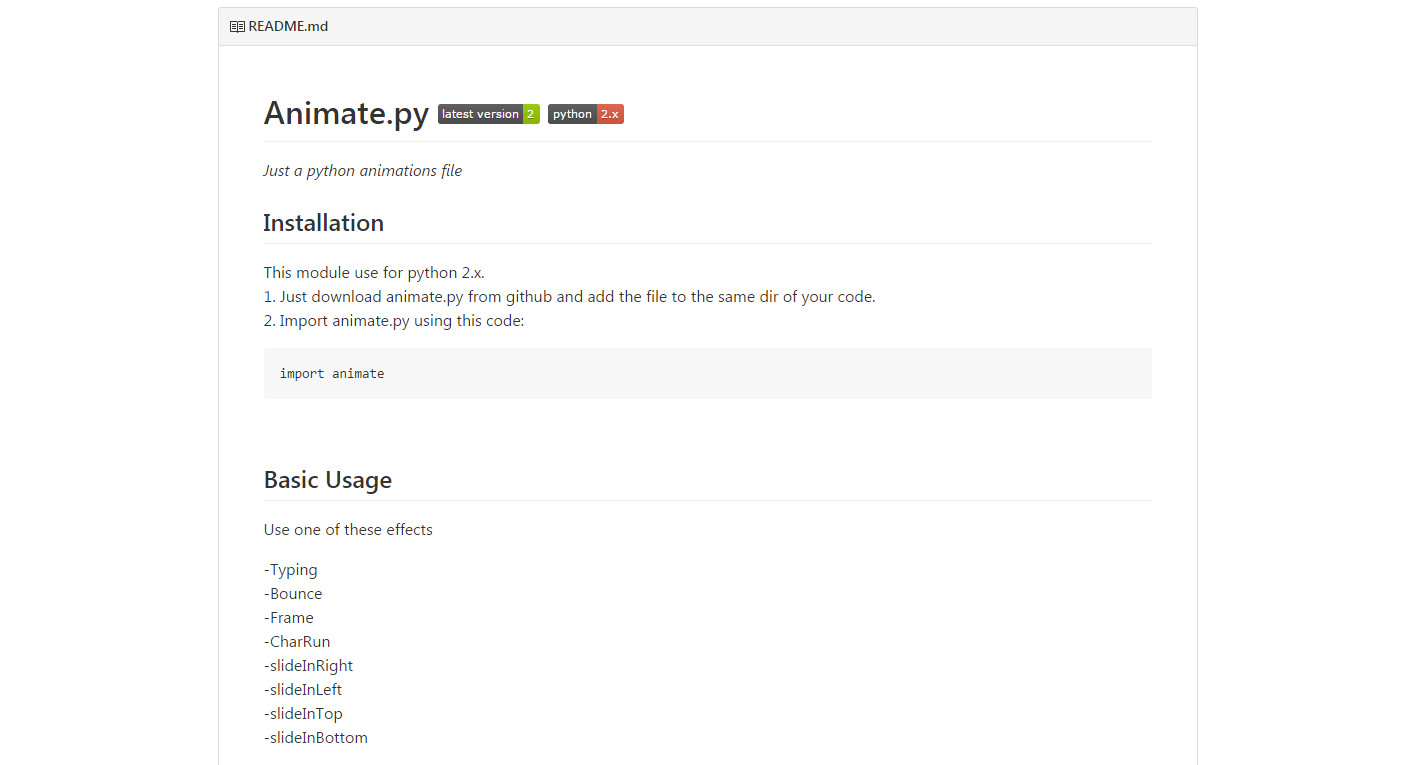 README.md
Animate.py latest version 2 python 2.x
Just a python animations file
Installation
This module use for python 2.x.
1. Just download animate.py from github and add the file to the same dir of your code.
2. Import animate.py using this code:
import animate
Basic Usage
Use one of these effects
-Typing
-Bounce
-Frame
-CharRun
-slideInRight
-slideInLeft
-slideInTop
-slideInBottom